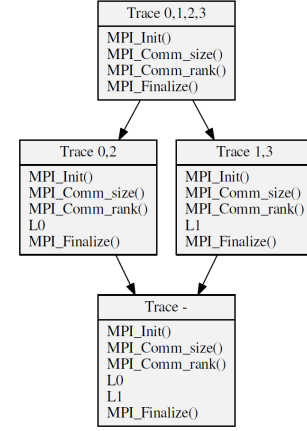 Trace 0,1,2,3
MPI_Init()
MPI_Comm_size()
MPI_Comm_rank()
MPI_Finalize()
Trace 0,2
MPI_Init()
MPI_Comm_size()
MPI_Comm_rank()
L0
MPI_Finalize()
Trace 1,3
MPI_Init()
MPI_Comm_size()
MPI_Comm_rank()
L1
MPI_Finalize()
Trace -
MPI_Init()
MPI_Comm_size()
MPI_Comm_rank()
L0
L1
MPI_Finalize()